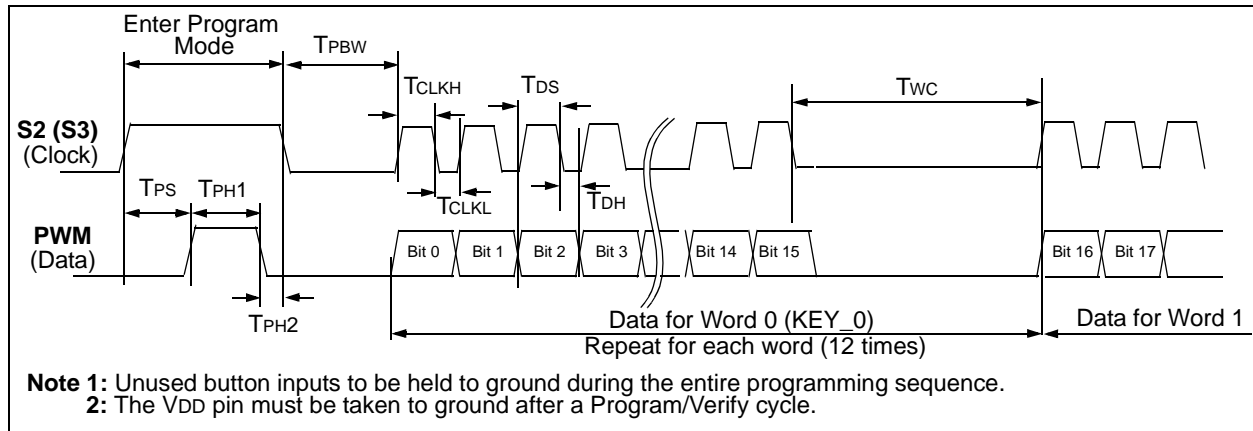 Enter Program
Mode
TPBW
TCLKH
TDS
TWC
S2 (S3)
(Clock)
TPS
TPH1
TCLKL
TDH
PWM
(Data)
Bit 0
Bit 1
Bit 2
Bit 3
Bit 14
Bit 15
Bit 16
Bit 17
TPH2
Data for Word 0 (KEY_0)
Data for Word 1
Repeat for each word (12 times)
Note 1: Unused button inputs to be held to ground during the entire programming sequence.
2: The VDD pin must be taken to ground after a Program/Verify cycle.